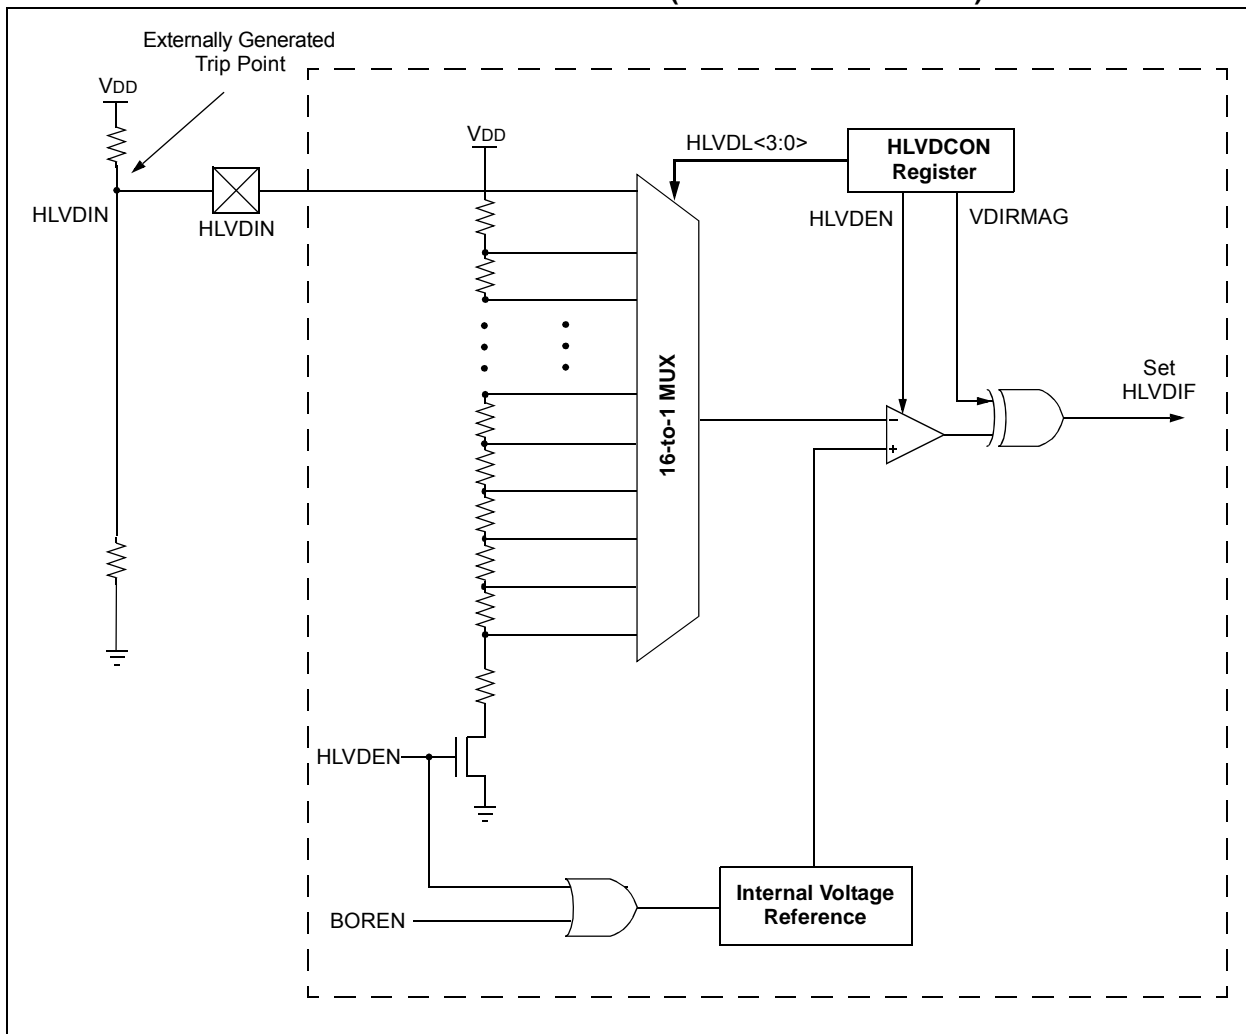 Externally Generated
Trip Point
VDD
VDD
HLVDL<3:0>
HLVDCON
Register
HLVDIN
HLVDIN
HLVDEN
VDIRMAG
16-to-1 MUX
Set
HLVDIF
–
+
HLVDEN
BOREN
Internal Voltage
Reference